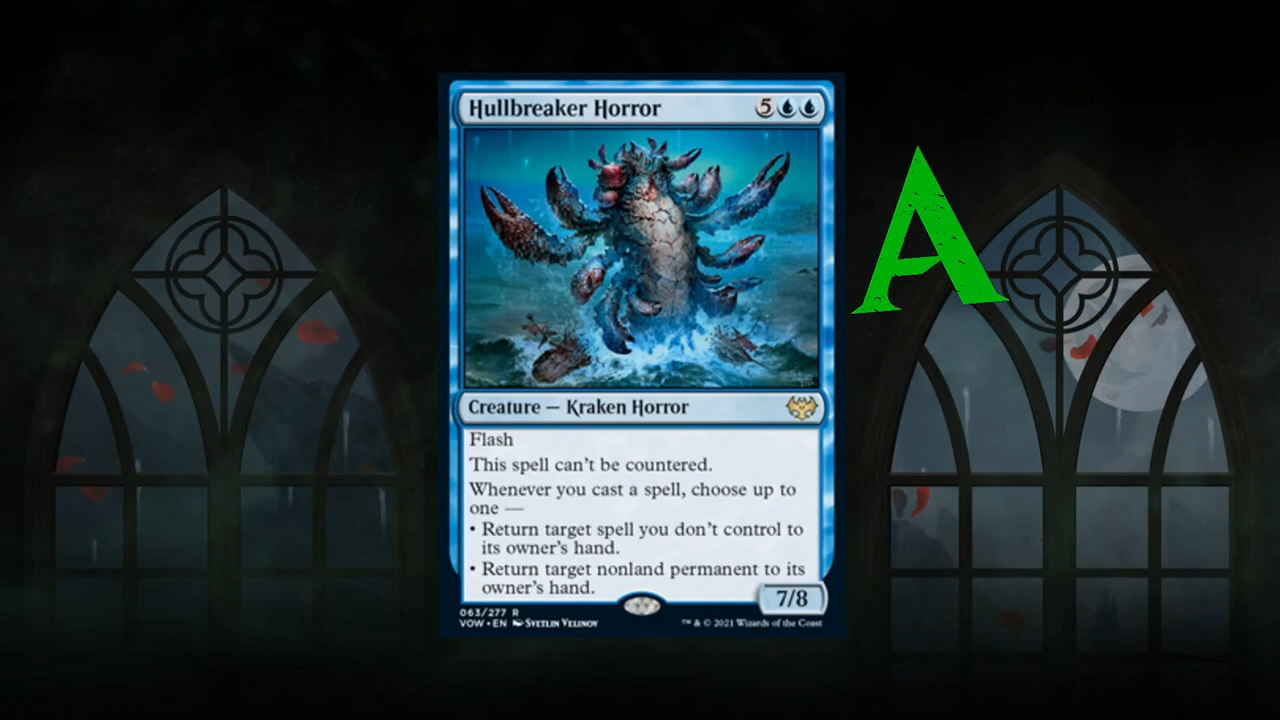 Hullbreaker Horror 5
A
Creature — Kraken Horror
Flash
This spell can't be countered.
Whenever you cast a spell, choose up to
one —
• Return target spell you don't control to
its owner's hand.
• Return target nonland permanent to its
owner's hand.
7/8
063/277 R
VOW • EN Svetlin Velinov
™ & © 2021 Wizards of the Coast